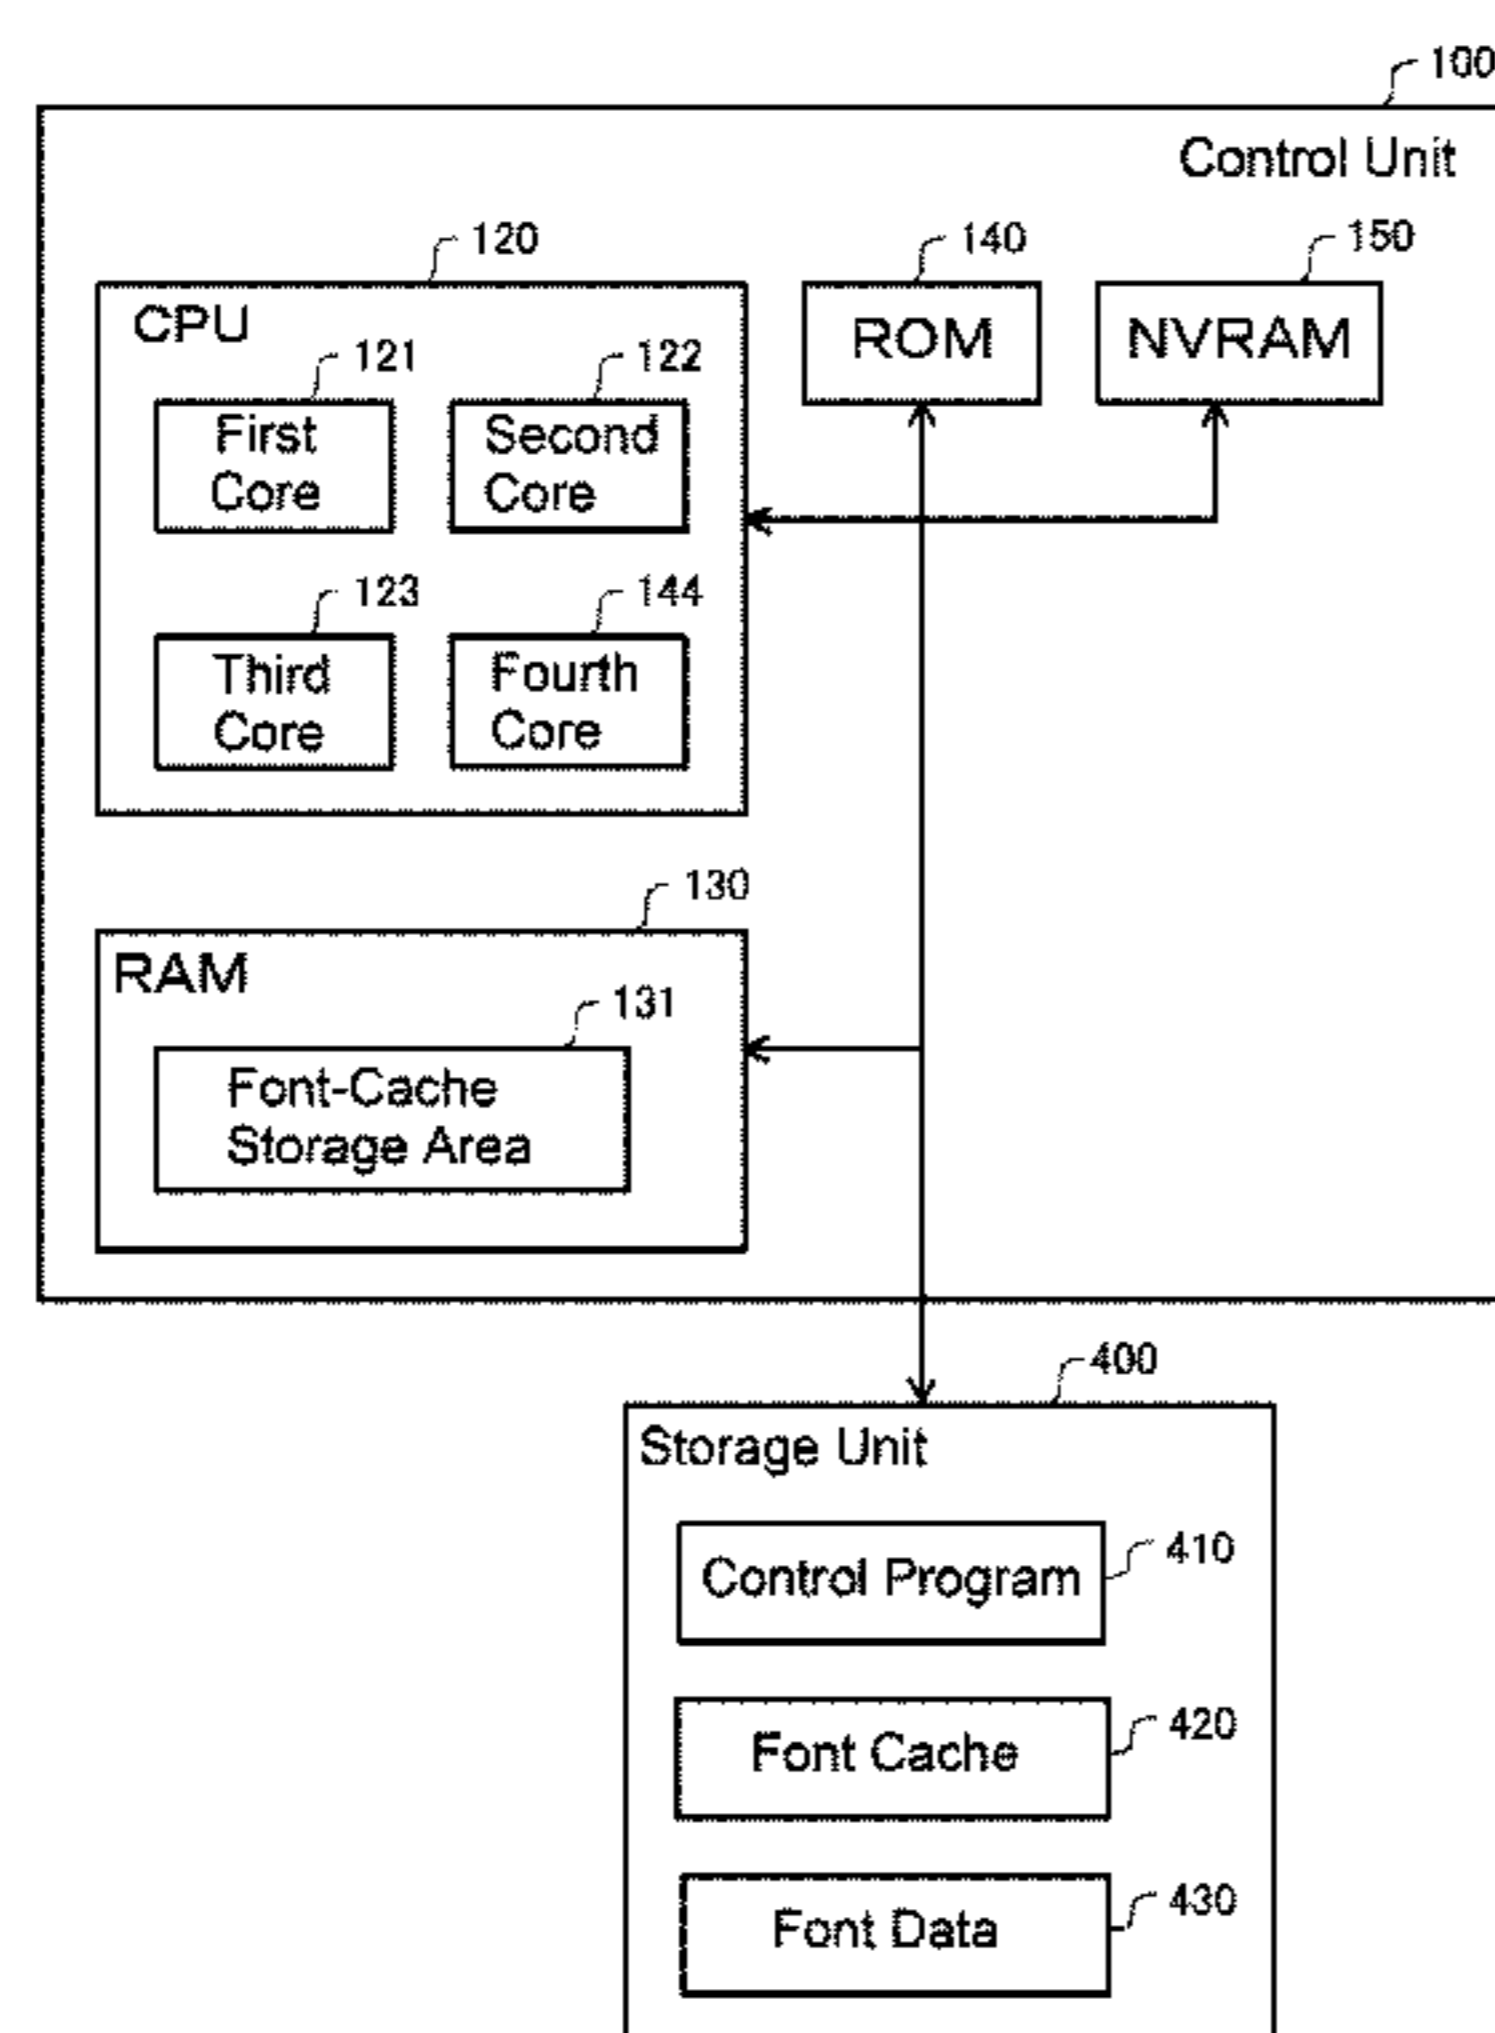 100
Control Unit
120
140
150
CPU
ROM
NVRAM
121
122
First
Core
Second
Core
123
144
Third
Core
Fourth
Core
130
RAM
131
Font-Cache
Storage Area
400
Storage Unit
410
Control Program
420
Font Cache
430
Font Data